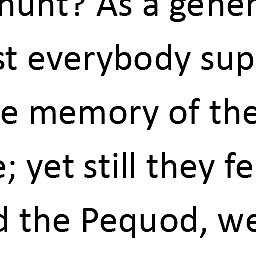 hunt? As a gener
st everybody sup
e memory of the
e; yet still they fe
d the Pequod, we